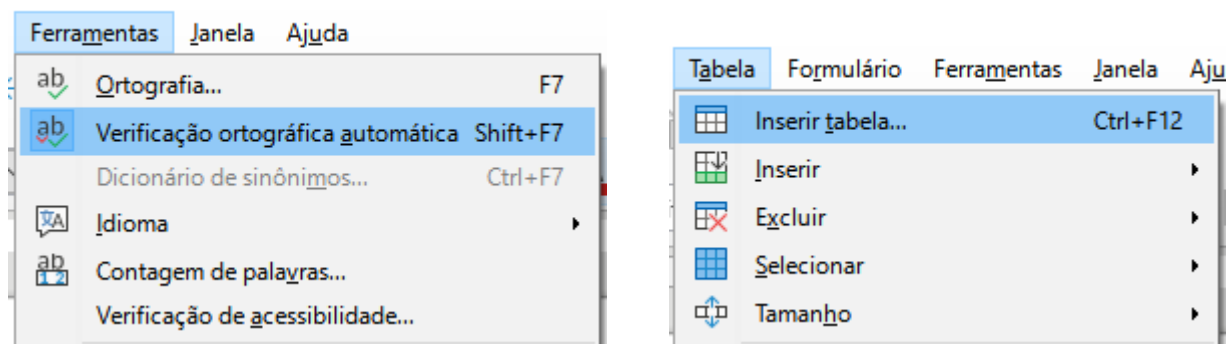 Ferramentas Janela Ajuda
Ortografia... F7
Verificação ortográfica automática Shift+F7
Dicionário de sinônimos... Ctrl+F7
Idioma
Contagem de palavras...
Verificação de acessibilidade...
Tabela Formulário Ferramentas Janela Aju
Inserir tabela... Ctrl+F12
Inserir
Excluir
Selecionar
Tamanho